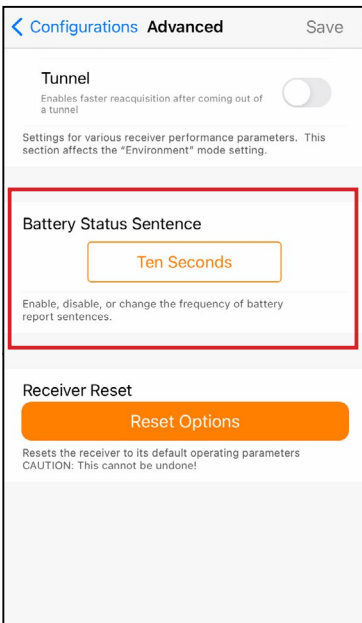 Configurations Advanced Save
Tunnel
Enables faster reacquisition after coming out of
a tunnel
Settings for various receiver performance parameters. This
section affects the "Environment" mode setting.
Battery Status Sentence
Ten Seconds
Enable, disable, or change the frequency of battery
report sentences.
Receiver Reset
Reset Options
Resets the receiver to its default operating parameters
CAUTION: This cannot be undone!